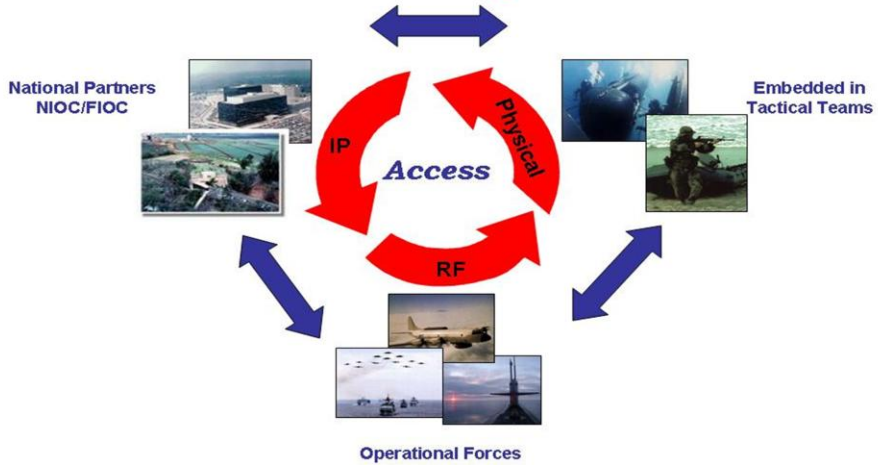 National Partners
NIOC/FIOC
Embedded in
Tactical Teams
IP
Physical
Access
RF
Operational Forces